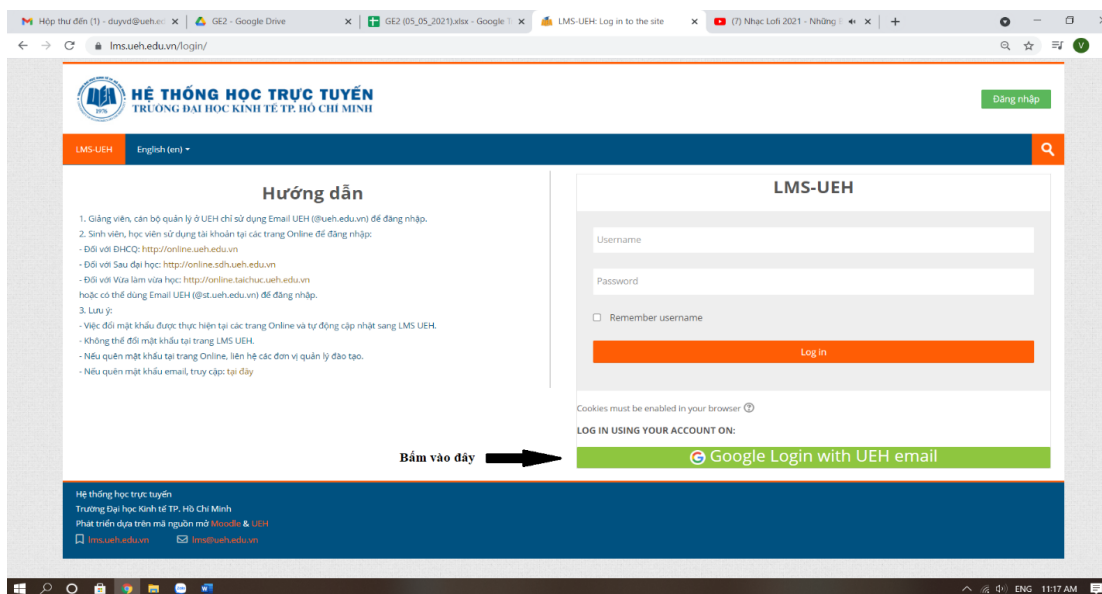 Hộp thư đến (1) - duyvd@ueh.ec
GE2 - Google Drive
GE2 (05_05_2021).xlsx - Google T
LMS-UEH: Log in to the site
(7) Nhạc Lofi 2021 - Những
lms.ueh.edu.vn/login/
V
1976
HỆ THỐNG HỌC TRỰC TUYẾN
TRƯỜNG ĐẠI HỌC KINH TẾ TP. HỒ CHÍ MINH
Đăng nhập
LMS-UEH
English (en)
Hướng dẫn
1. Giảng viên, cán bộ quản lý ở UEH chỉ sử dụng Email UEH (@ueh.edu.vn) để đăng nhập.
2. Sinh viên, học viên sử dụng tài khoản tại các trang Online để đăng nhập:
- Đối với ĐHCQ: http://online.ueh.edu.vn
- Đối với Sau đại học: http://online.sdh.ueh.edu.vn
- Đối với Vừa làm vừa học: http://online.taichuc.ueh.edu.vn
hoặc có thể dùng Email UEH (@st.ueh.edu.vn) để đăng nhập.
3. Lưu ý:
- Việc đổi mật khẩu được thực hiện tại các trang Online và tự động cập nhật sang LMS UEH.
- Không thể đổi mật khẩu tại trang LMS UEH.
- Nếu quên mật khẩu tại trang Online, liên hệ các đơn vị quản lý đào tạo.
- Nếu quên mật khẩu email, truy cập: tại đây
LMS-UEH
Username
Password
Remember username
Log in
Cookies must be enabled in your browser
LOG IN USING YOUR ACCOUNT ON:
Bấm vào đây
Google Login with UEH email
Hệ thống học trực tuyến
Trường Đại học Kinh tế TP. Hồ Chí Minh
Phát triển dựa trên mã nguồn mở Moodle & UEH
lms.ueh.edu.vn
lms@ueh.edu.vn
ENG
11:17 AM